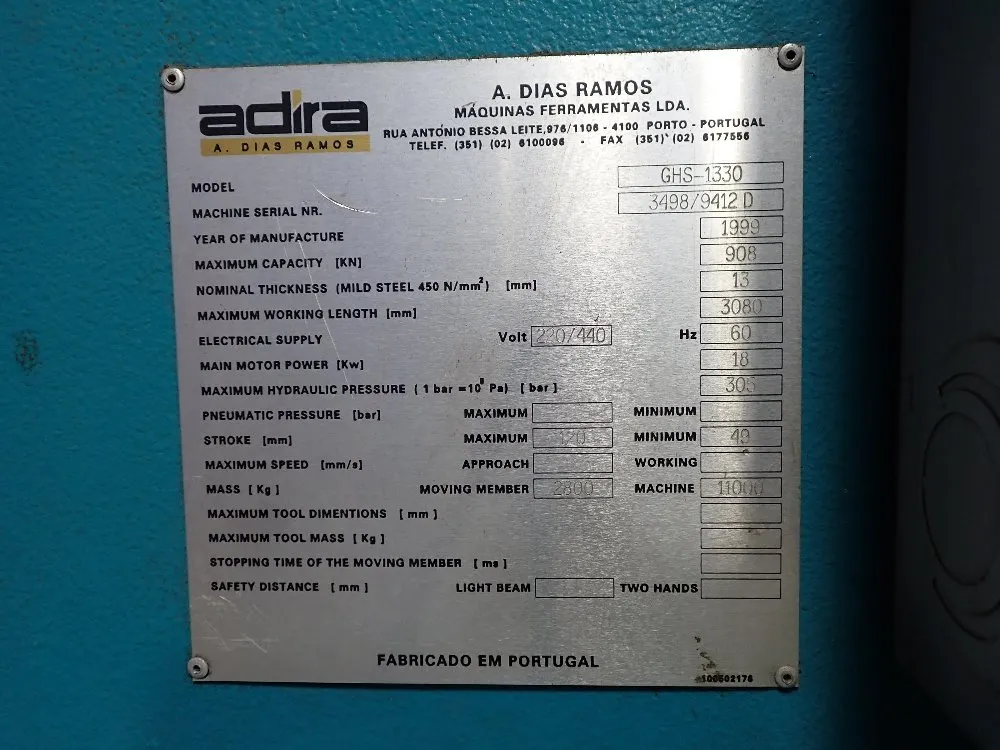 adira
A. DIAS RAMOS
A. DIAS RAMOS
MÁQUINAS FERRAMENTAS LDA.
RUA ANTÓNIO BESSA LEITE,976/1106 - 4100 PORTO - PORTUGAL
TELEF. (351) (02) 6100096 - FAX (351) (02) 6177556
MODEL GHS-1330
MACHINE SERIAL NR. 3498/9412 D
YEAR OF MANUFACTURE 1999
MAXIMUM CAPACITY [KN] 908
NOMINAL THICKNESS (MILD STEEL 450 N/mm²) [mm] 13
MAXIMUM WORKING LENGTH [mm] 3080
ELECTRICAL SUPPLY Volt 220/440 Hz 60
MAIN MOTOR POWER [Kw] 18
MAXIMUM HYDRAULIC PRESSURE ( 1 bar =10⁵ Pa) [ bar ] 305
PNEUMATIC PRESSURE [bar] MAXIMUM MINIMUM
STROKE [mm] MAXIMUM 120 MINIMUM 40
MAXIMUM SPEED [mm/s] APPROACH WORKING
MASS [ Kg ] MOVING MEMBER 2800 MACHINE 11000
MAXIMUM TOOL DIMENTIONS [ mm ]
MAXIMUM TOOL MASS [ Kg ]
STOPPING TIME OF THE MOVING MEMBER [ ms ]
SAFETY DISTANCE [ mm ] LIGHT BEAM TWO HANDS
FABRICADO EM PORTUGAL